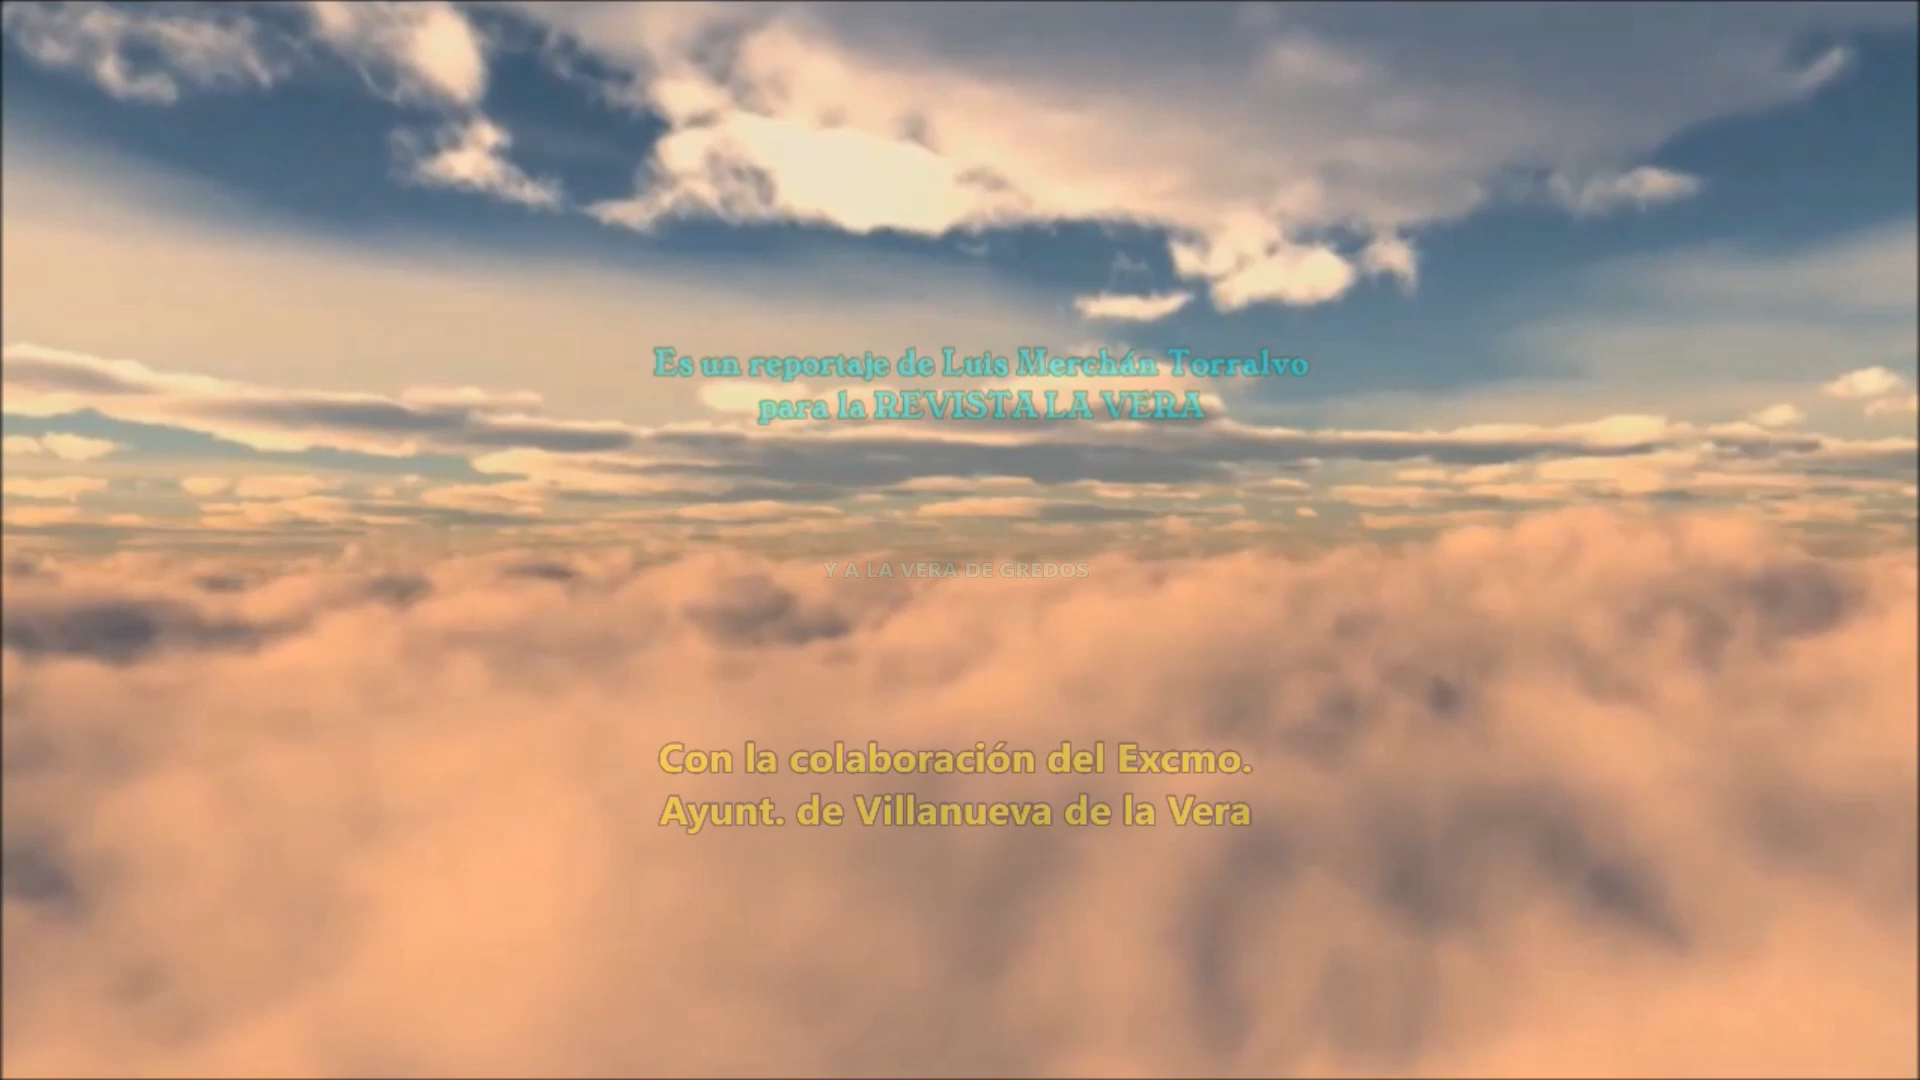 Es un reportaje de Luis Merchán Torralvo
para la REVISTA LA VERA
Y A LA VERA DE GREDOS
Con la colaboración del Excmo.
Ayunt. de Villanueva de la Vera